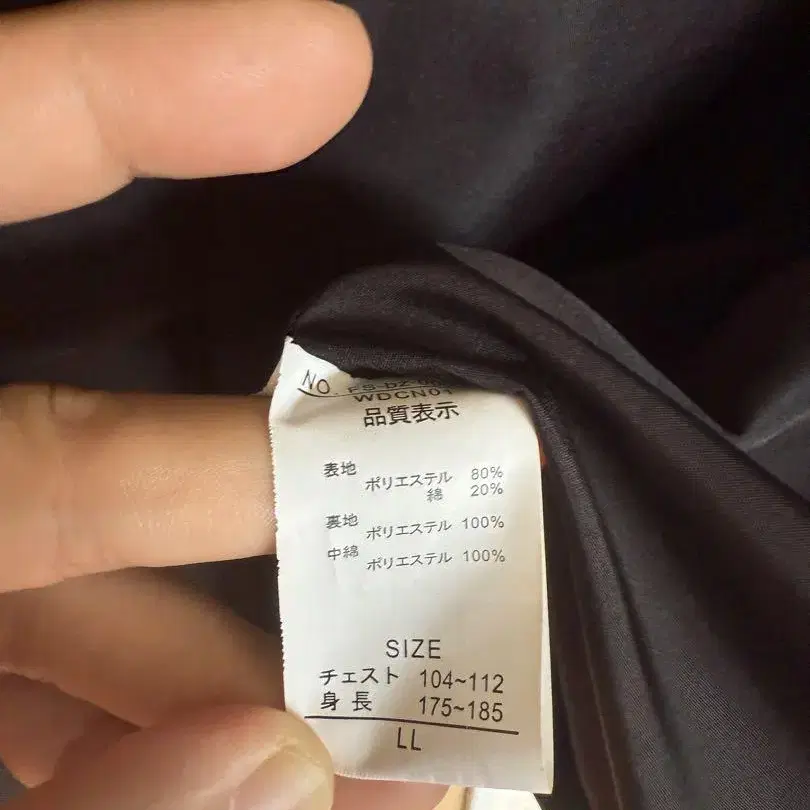 NO.
WDCN01
品質表示
表地 ポリエステル 80%
綿 20%
裏地 ポリエステル 100%
中綿 ポリエステル 100%
SIZE
チェスト 104~112
身長 175~185
LL